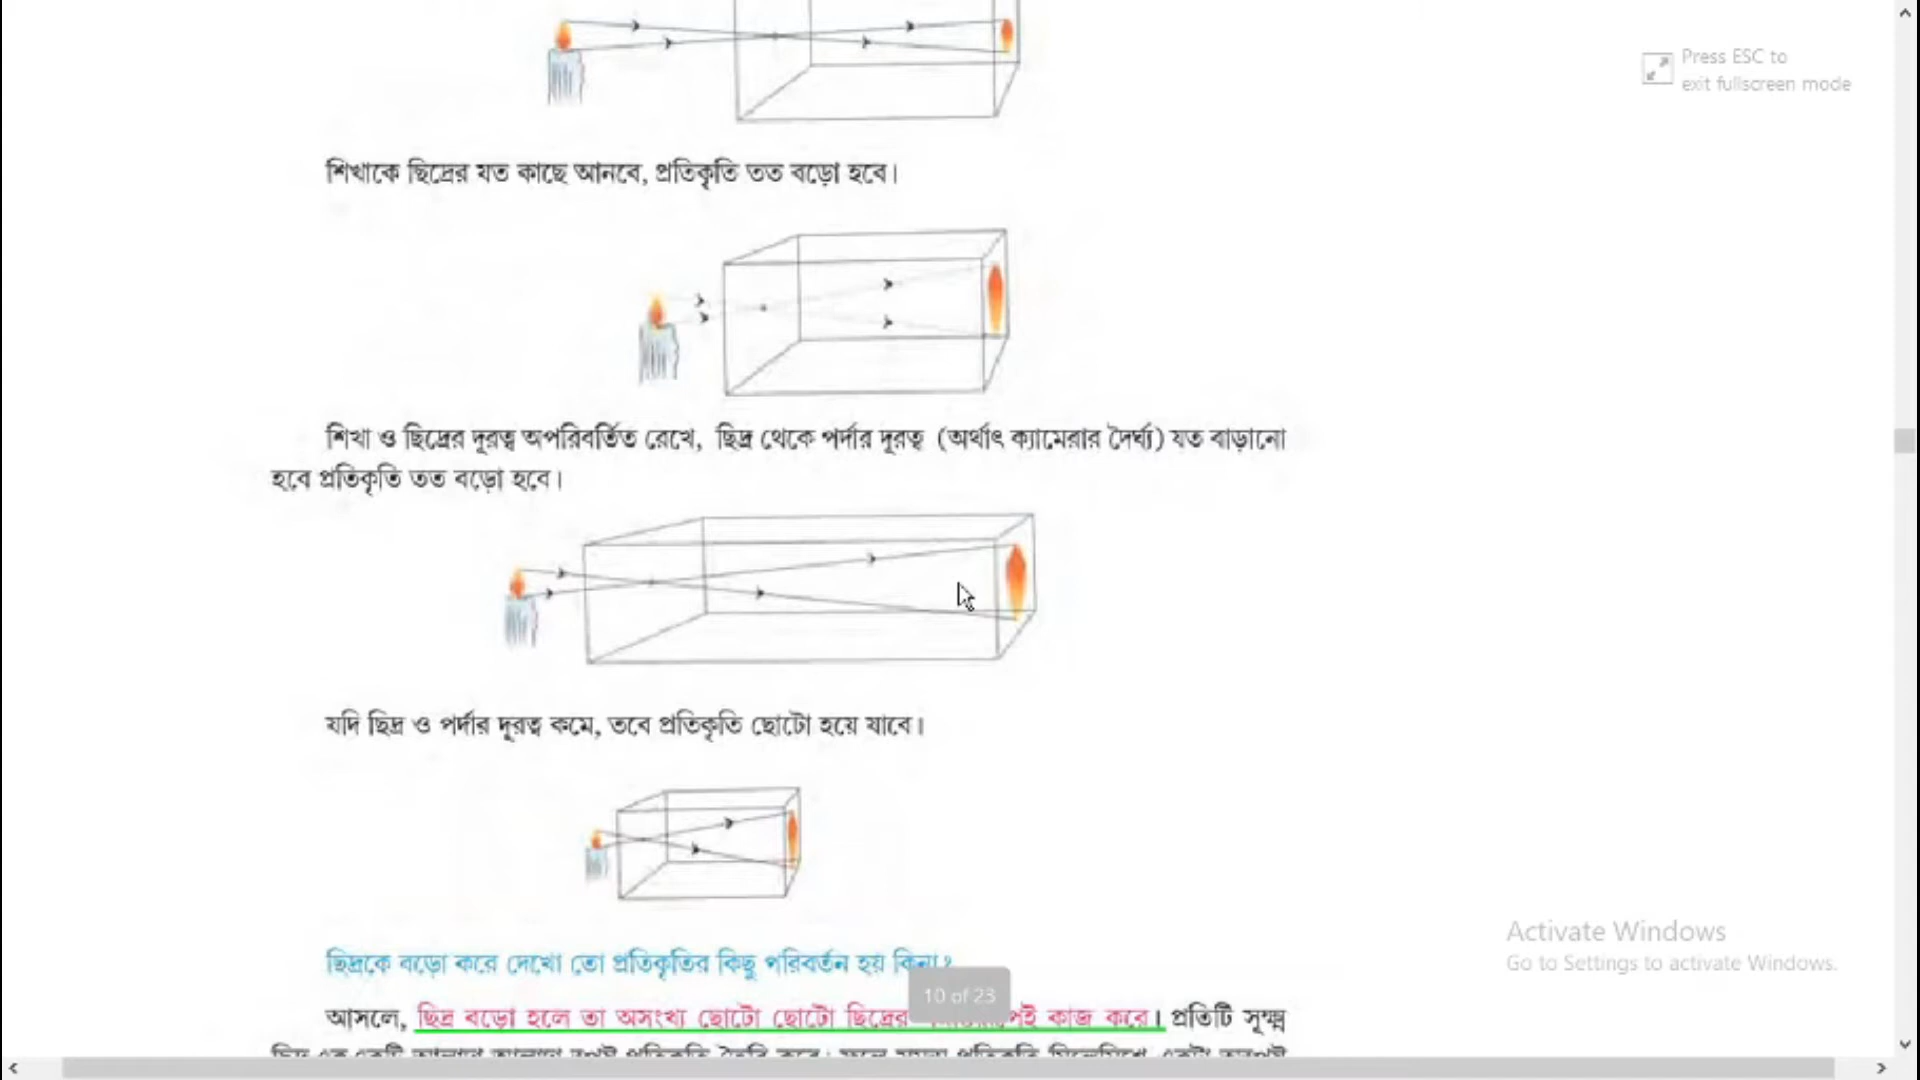 Press ESC to
exit fullscreen mode
শিখাকে ছিদ্রের যত কাছে আনবে, প্রতিকৃতি তত বড়ো হবে।
শিখা ও ছিদ্রের দূরত্ব অপরিবর্তিত রেখে, ছিদ্র থেকে পর্দার দূরত্ব (অর্থাৎ ক্যামেরার দৈর্ঘ্য) যত বাড়ানো
হবে প্রতিকৃতি তত বড়ো হবে।
যদি ছিদ্র ও পর্দার দূরত্ব কমে, তবে প্রতিকৃতি ছোটো হয়ে যাবে।
Activate Windows
Go to Settings to activate Windows.
ছিদ্রকে বড়ো করে দেখো তো প্রতিকৃতির কিছু পরিবর্তন হয় কিনা?
10 of 23
আসলে, ছিদ্র বড়ো হলে তা অসংখ্য ছোটো ছোটো ছিদ্রের কাজ করে। প্রতিটি সূক্ষ্ম